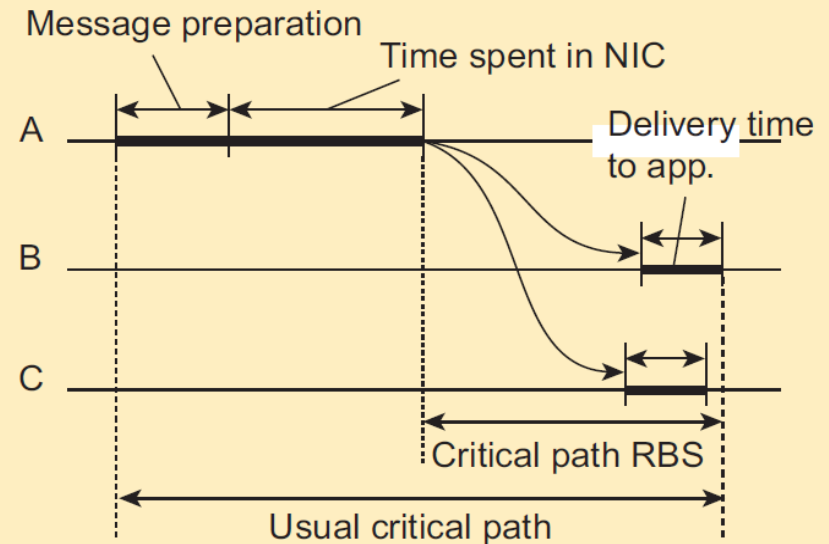 Message preparation
Time spent in NIC
A
Delivery time
to app.
B
C
Critical path RBS
Usual critical path